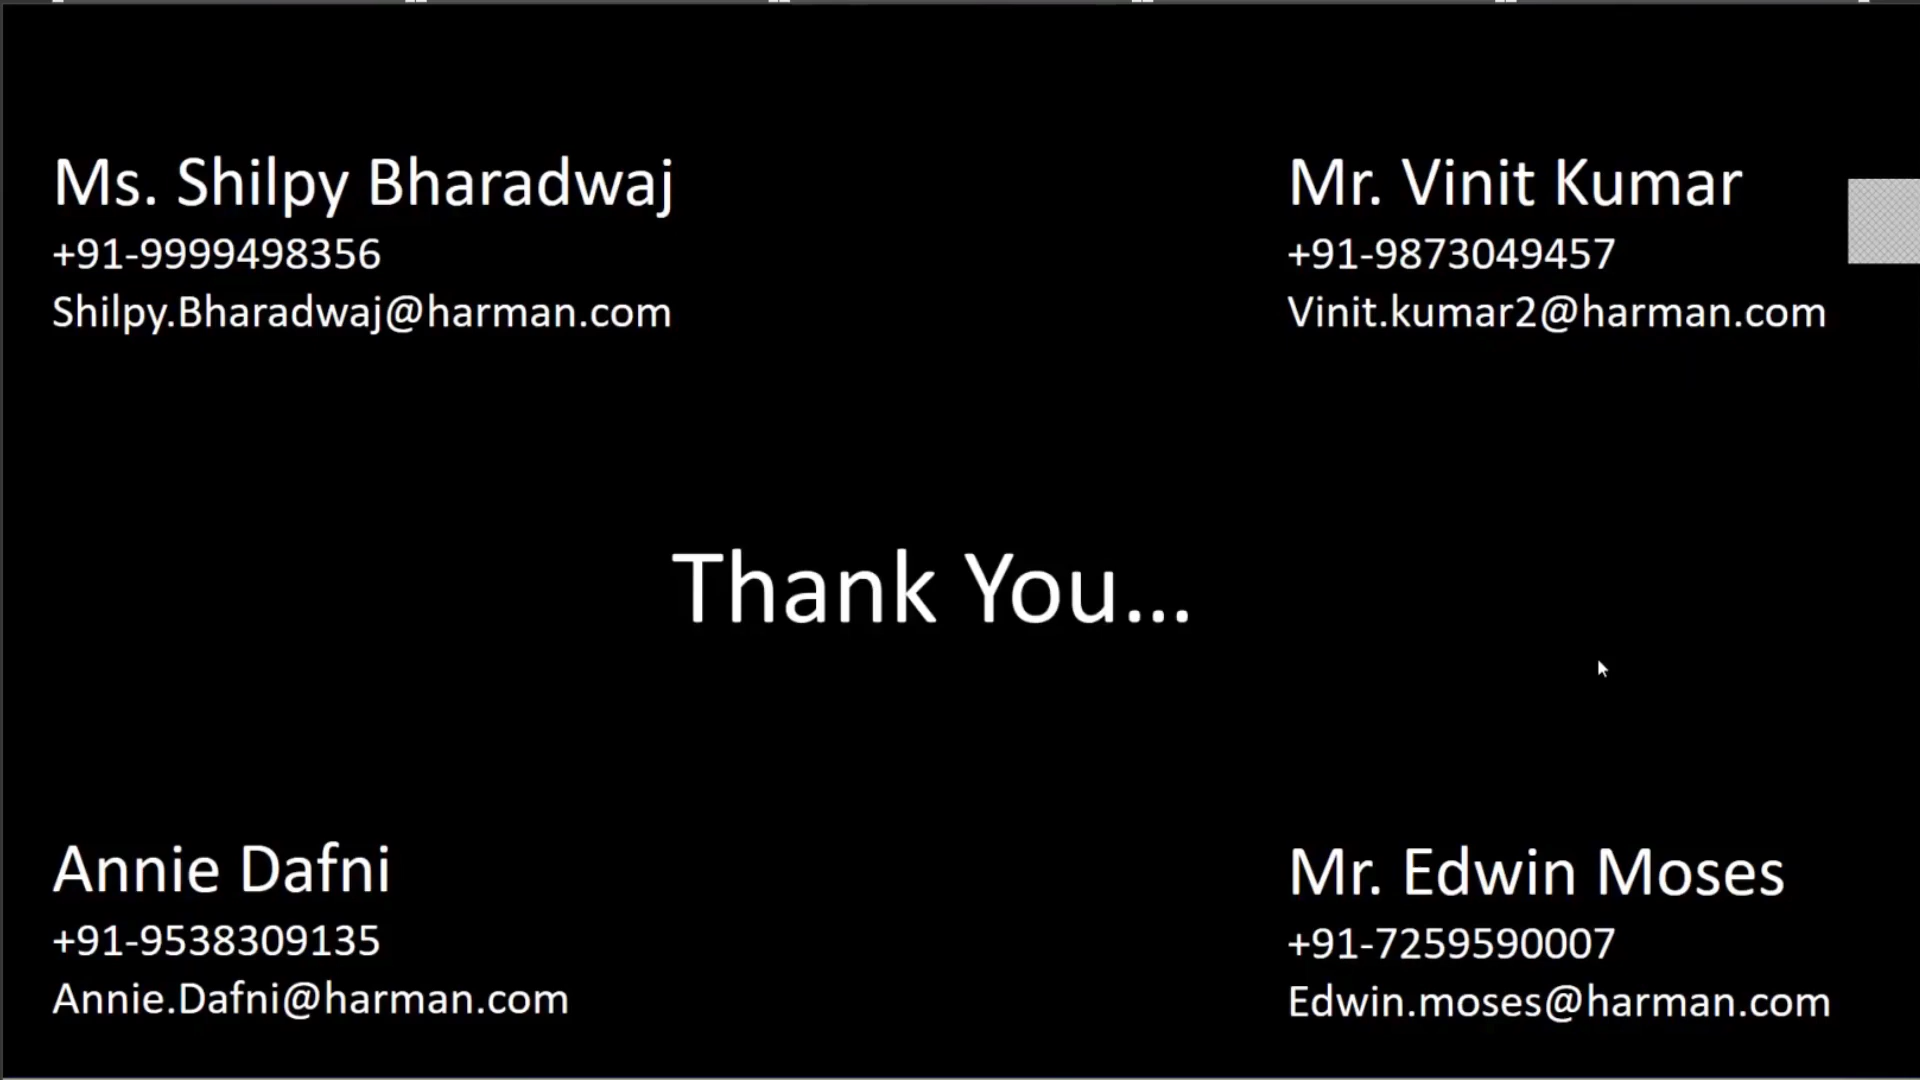 Ms. Shilpy Bharadwaj
+91-9999498356
Shilpy.Bharadwaj@harman.com
Mr. Vinit Kumar
+91-9873049457
Vinit.kumar2@harman.com
Thank You...
Annie Dafni
+91-9538309135
Annie.Dafni@harman.com
Mr. Edwin Moses
+91-7259590007
Edwin.moses@harman.com